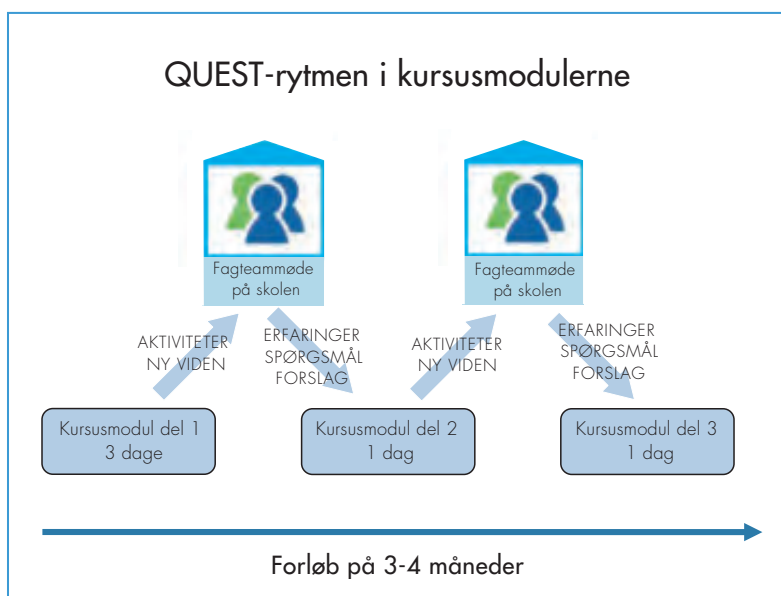 QUEST-rytmen i kursusmodulerne
Fagteammøde
på skolen
Fagteammøde
på skolen
AKTIVITETER
NY VIDEN
ERFARINGER
SPØRGSMÅL
FORSLAG
AKTIVITETER
NY VIDEN
ERFARINGER
SPØRGSMÅL
FORSLAG
Kursusmodul del 1
3 dage
Kursusmodul del 2
1 dag
Kursusmodul del 3
1 dag
Forløb på 3-4 måneder